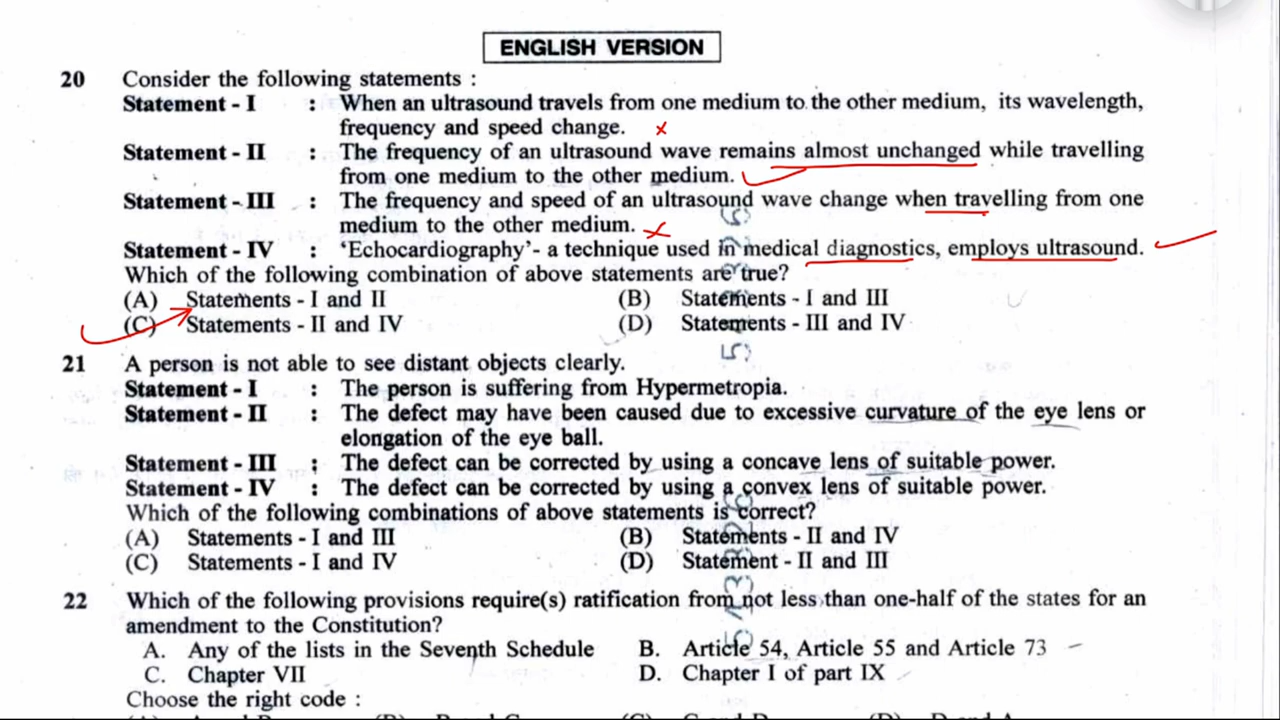 ENGLISH VERSION
20 Consider the following statements :
Statement - I : When an ultrasound travels from one medium to the other medium, its wavelength,
frequency and speed change.
Statement - II : The frequency of an ultrasound wave remains almost unchanged while travelling
from one medium to the other medium.
Statement - III : The frequency and speed of an ultrasound wave change when travelling from one
medium to the other medium.
Statement - IV : 'Echocardiography'- a technique used in medical diagnostics, employs ultrasound.
Which of the following combination of above statements are true?
(A) Statements - I and II (B) Statements - I and III
(C) Statements - II and IV (D) Statements - III and IV
21 A person is not able to see distant objects clearly.
Statement - I : The person is suffering from Hypermetropia.
Statement - II : The defect may have been caused due to excessive curvature of the eye lens or
elongation of the eye ball.
Statement - III : The defect can be corrected by using a concave lens of suitable power.
Statement - IV : The defect can be corrected by using a convex lens of suitable power.
Which of the following combinations of above statements is correct?
(A) Statements - I and III (B) Statements - II and IV
(C) Statements - I and IV (D) Statement - II and III
22 Which of the following provisions require(s) ratification from not less than one-half of the states for an
amendment to the Constitution?
A. Any of the lists in the Seventh Schedule B. Article 54, Article 55 and Article 73
C. Chapter VII D. Chapter I of part IX
Choose the right code :